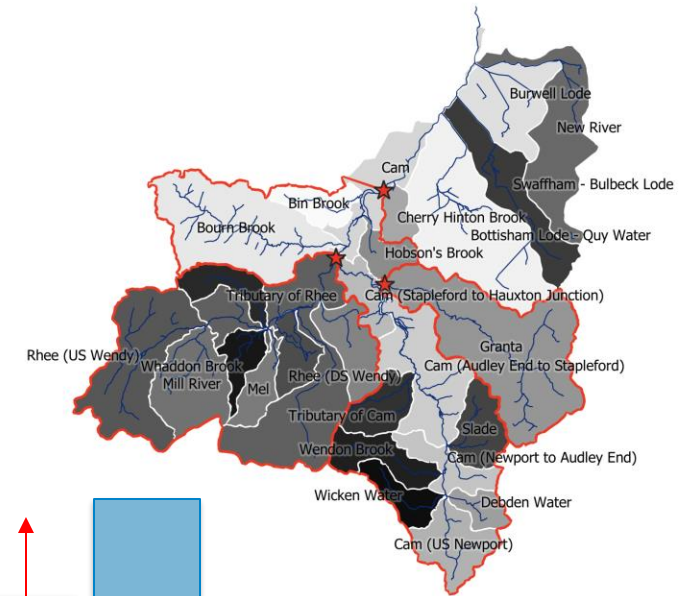 Burwell Lode
New River
Cam
Swaffham - Bulbeck Lode
Bin Brook
Cherry Hinton Brook
Bourn Brook
Bottisham Lode - Quy Water
Hobson's Brook
Tributary of Rhee
Cam (Stapleford to Hauxton Junction)
Granta
Rhee (US Wendy)
Whaddon Brook
Cam (Audley End to Stapleford)
Mill River
Mel
Rhee (DS Wendy)
Tributary of Cam
Slade
Wendon Brook
Cam (Newport to Audley End)
Wicken Water
Debden Water
Cam (US Newport)